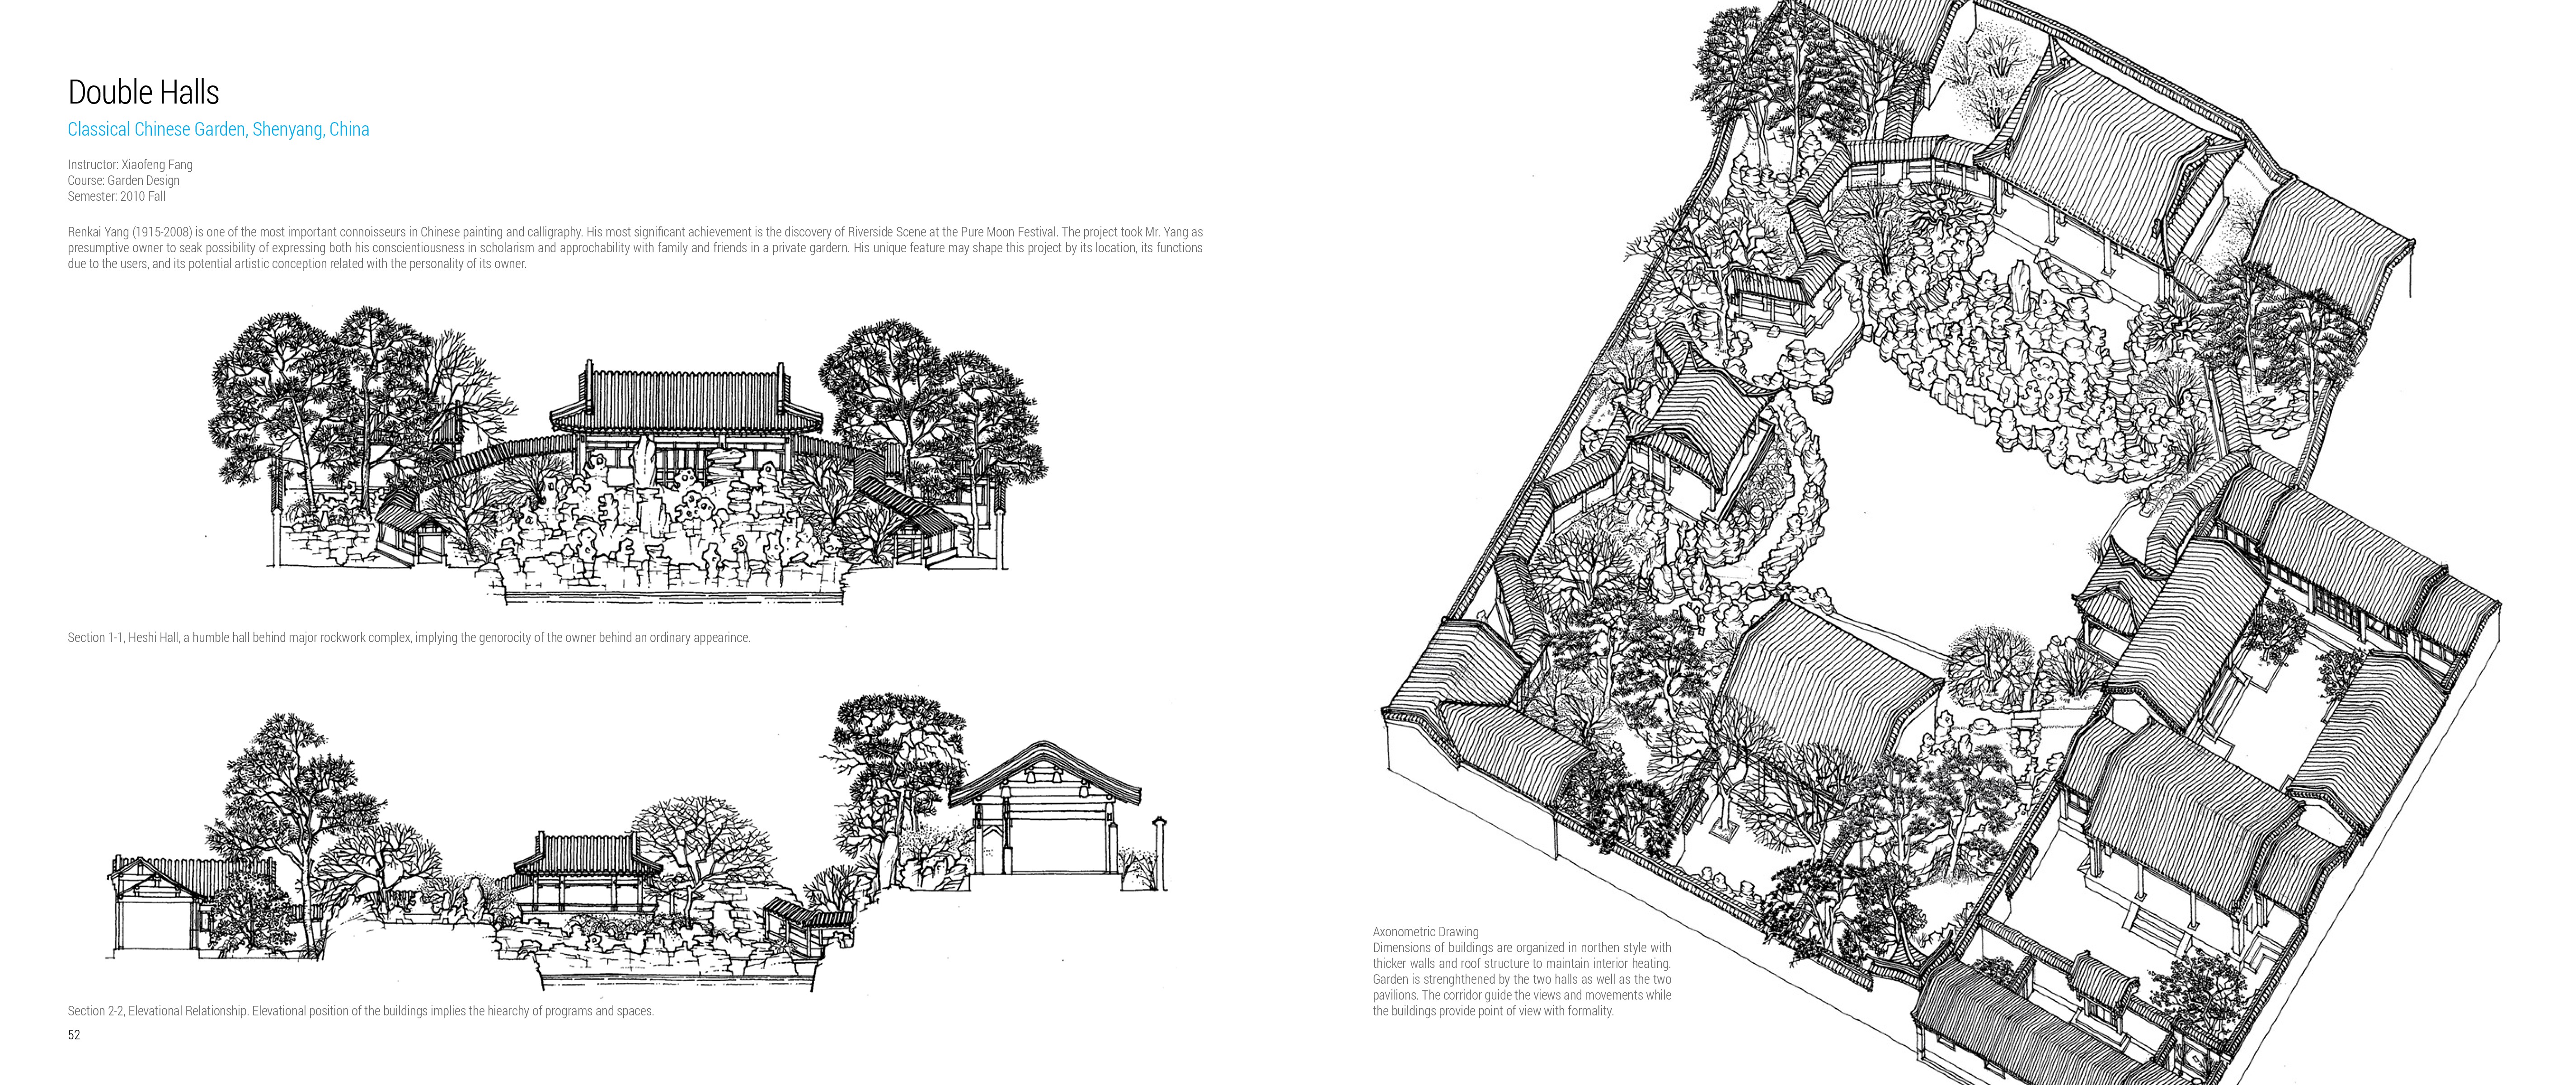 Double Halls
Classical Chinese Garden, Shenyang, China
Instructor: Xiaofeng Fang
Course: Garden Design
Semester: 2010 Fall
Renkai Yang (1915-2008) is one of the most important connoisseurs in Chinese painting and calligraphy. His most significant achievement is the discovery of Riverside Scene at the Pure Moon Festival. The project took Mr. Yang as
presumptive owner to seak possibility of expressing both his conscientiousness in scholarism and approchability with family and friends in a private gardern. His unique feature may shape this project by its location, its functions
due to the users, and its potential artistic conception related with the personality of its owner.
Section 1-1, Heshi Hall, a humble hall behind major rockwork complex, implying the genorocity of the owner behind an ordinary appearince.
Section 2-2, Elevational Relationship. Elevational position of the buildings implies the hiearchy of programs and spaces.
52
Axonometric Drawing
Dimensions of buildings are organized in northen style with
thicker walls and roof structure to maintain interior heating.
Garden is strenghthened by the two halls as well as the two
pavilions. The corridor guide the views and movements while
the buildings provide point of view with formality.